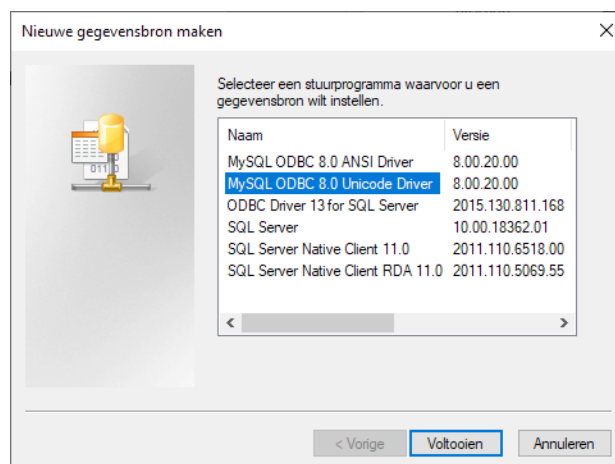 Nieuwe gegevensbron maken
Selecteer een stuurprogramma waarvoor u een
gegevensbron wilt instellen.
Naam Versie
MySQL ODBC 8.0 ANSI Driver 8.00.20.00
MySQL ODBC 8.0 Unicode Driver 8.00.20.00
ODBC Driver 13 for SQL Server 2015.130.811.168
SQL Server 10.00.18362.01
SQL Server Native Client 11.0 2011.110.6518.00
SQL Server Native Client RDA 11.0 2011.110.5069.55
< Vorige Voltooien Annuleren